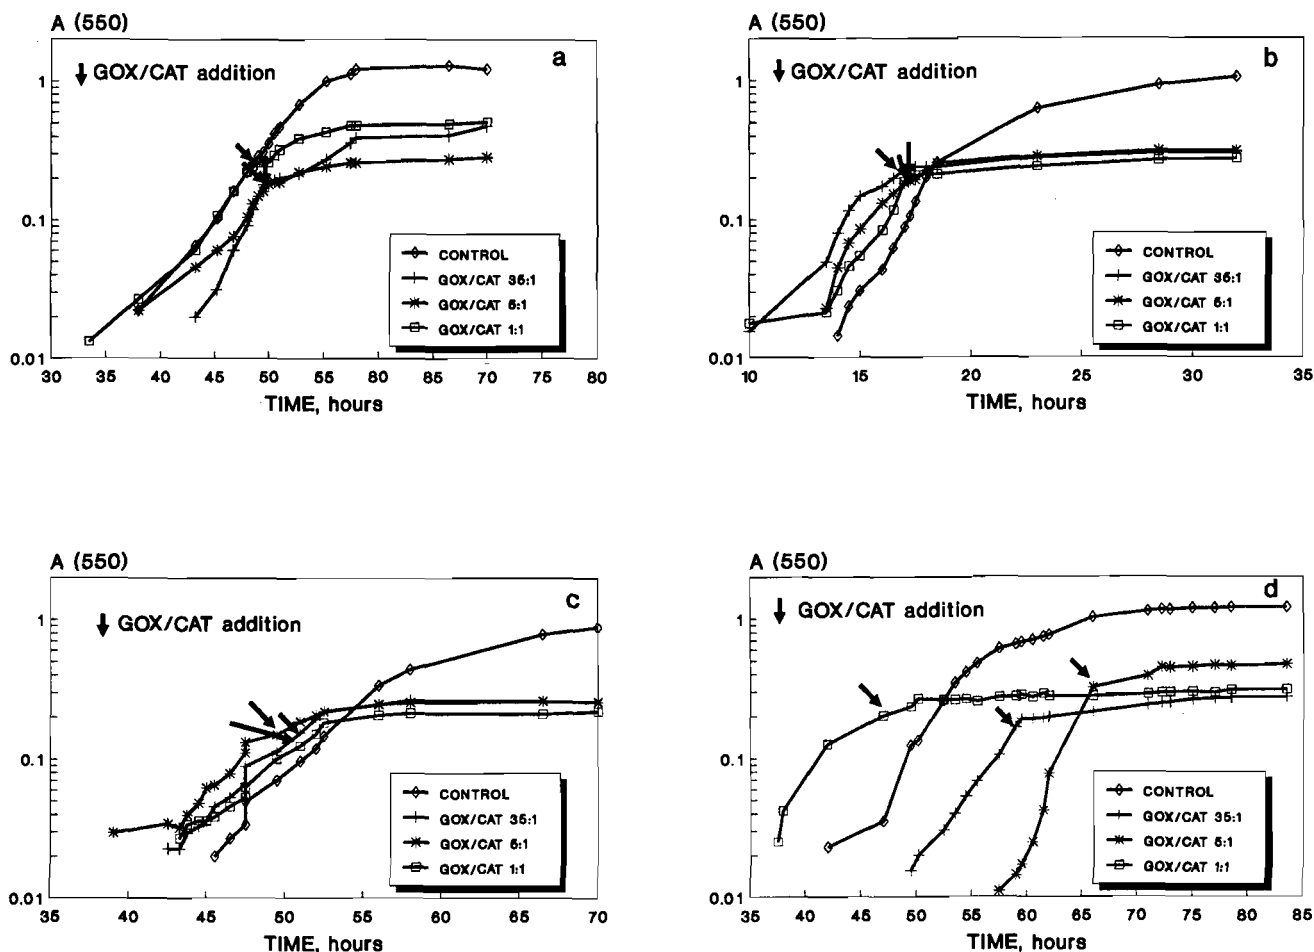 A (550)
GOX/CAT addition
a
1
0.1
0.01
CONTROL
GOX/CAT 35:1
GOX/CAT 5:1
GOX/CAT 1:1
30 35 40 45 50 55 60 65 70 75 80
TIME, hours
A (550)
GOX/CAT addition
b
1
0.1
0.01
CONTROL
GOX/CAT 35:1
GOX/CAT 5:1
GOX/CAT 1:1
10 15 20 25 30 35
TIME, hours
A (550)
GOX/CAT addition
c
1
0.1
0.01
CONTROL
GOX/CAT 35:1
GOX/CAT 5:1
GOX/CAT 1:1
35 40 45 50 55 60 65 70
TIME, hours
A (550)
GOX/CAT addition
d
1
0.1
0.01
CONTROL
GOX/CAT 35:1
GOX/CAT 5:1
GOX/CAT 1:1
35 40 45 50 55 60 65 70 75 80 85
TIME, hours